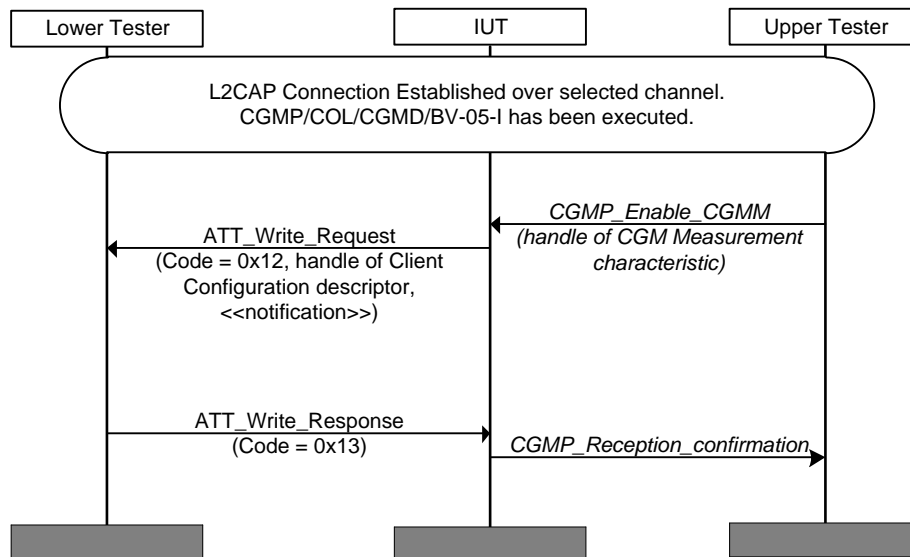 Lower Tester
IUT
Upper Tester
L2CAP Connection Established over selected channel.
CGMP/COL/CGMD/BV-05-I has been executed.
CGMP_Enable_CGMM
(handle of CGM Measurement
characteristic)
ATT_Write_Request
(Code = 0x12, handle of Client
Configuration descriptor,
<<notification>>)
ATT_Write_Response
(Code = 0x13)
CGMP_Reception_confirmation